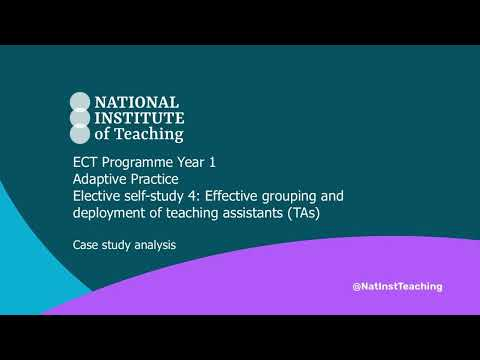 NATIONAL
INSTITUTE
of Teaching
ECT Programme Year 1
Adaptive Practice
Elective self-study 4: Effective grouping and
deployment of teaching assistants (TAs)
Case study analysis
@NatInstTeaching